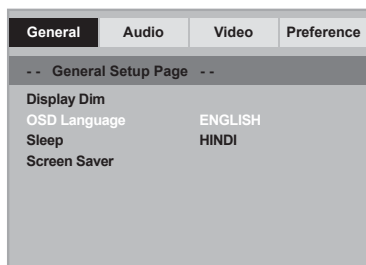 General Audio Video Preference
- - General Setup Page - -
Display Dim
OSD Language ENGLISH
Sleep HINDI
Screen Saver